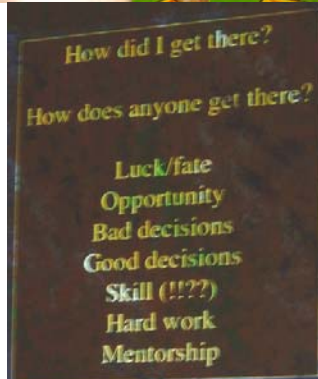 How did I get there?
How does anyone get there?
Luck/fate
Opportunity
Bad decisions
Good decisions
Skill (!!??)
Hard work
Mentorship